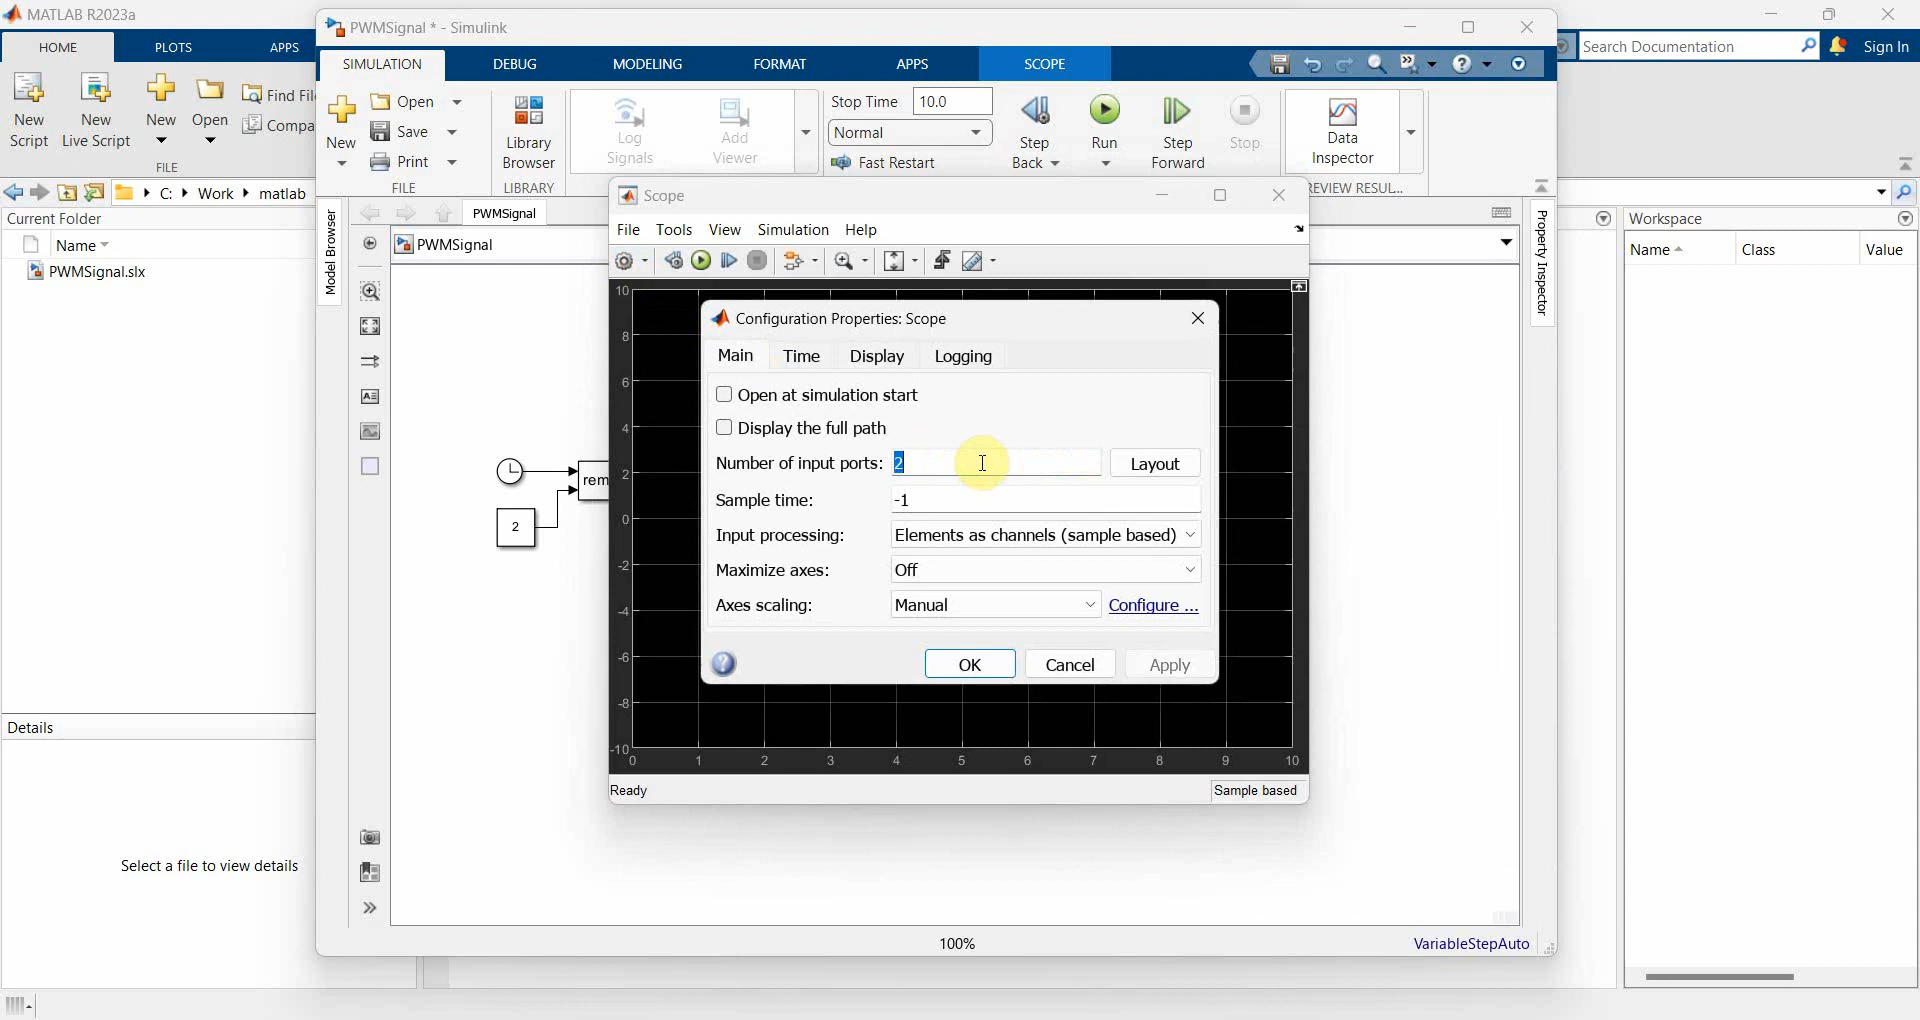 MATLAB R2023a
HOME PLOTS APPS
New Script
New Live Script
New
Open
Find Fil
Compa
FILE
C: Work matlab
Current Folder
Name
PWMSignal.slx
Details
Select a file to view details
PWMSignal * - Simulink
SIMULATION DEBUG MODELING FORMAT APPS SCOPE
New
Open
Save
Print
FILE
Library Browser
LIBRARY
Log Signals
Add Viewer
Stop Time 10.0
Normal
Fast Restart
Step Back
Run
Step Forward
Stop
Data Inspector
REVIEW RESUL...
Model Browser
PWMSignal
PWMSignal
Property Inspector
2
rem
100%
VariableStepAuto
Scope
File Tools View Simulation Help
10
8
6
4
2
0
-2
-4
-6
-8
-10
0 1 2 3 4 5 6 7 8 9 10
Ready
Sample based
Configuration Properties: Scope
Main Time Display Logging
Open at simulation start
Display the full path
Number of input ports: 2 Layout
Sample time: -1
Input processing: Elements as channels (sample based)
Maximize axes: Off
Axes scaling: Manual Configure ...
OK Cancel Apply
Search Documentation
Sign In
Workspace
Name Class Value